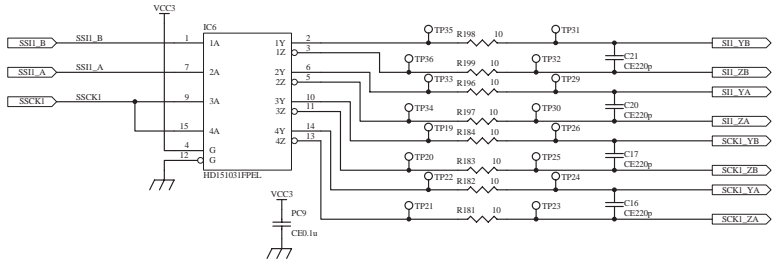 VCC3
IC6
TP35 R198 10 TP31
SSI1_B SSI1_B 1 1A 1Y 2 SI1_YB
1Z 3
TP36 R199 10 TP32 C21
SSI1_A SSI1_A 7 2A 2Y 6 CE220p SI1_ZB
2Z 5 TP33 R196 10 TP29
SI1_YA
SSCK1 SSCK1 9 3A 3Y 10 TP34 R197 10 TP30 C20
3Z 11 CE220p SI1_ZA
TP19 R184 10 TP26
15 4A 4Y 14 SCK1_YB
4Z 13
4 G TP20 R183 10 TP25 C17
12 G CE220p SCK1_ZB
HD151031FPEL TP22 R182 10 TP24
VCC3 SCK1_YA
PC9 TP21 R181 10 TP23 C16
CE0.1u CE220p SCK1_ZA